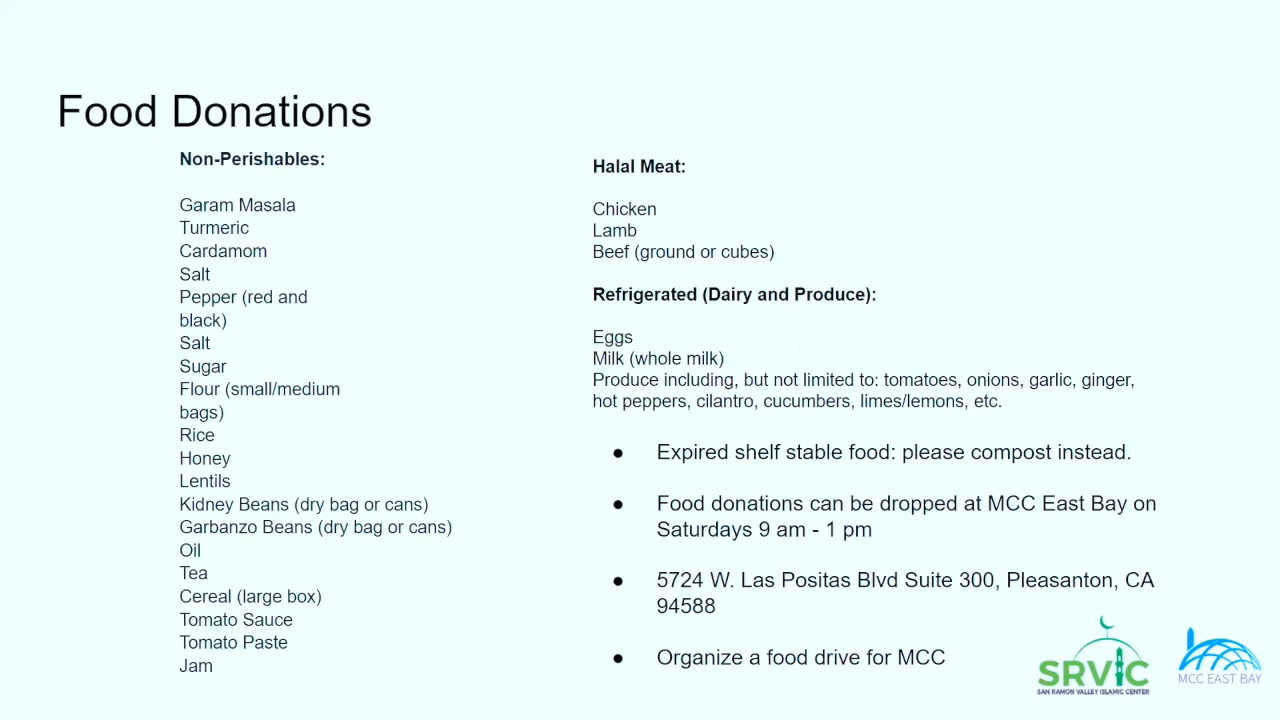 Food Donations
Non-Perishables:
Garam Masala
Turmeric
Cardamom
Salt
Pepper (red and
black)
Salt
Sugar
Flour (small/medium
bags)
Rice
Honey
Lentils
Kidney Beans (dry bag or cans)
Garbanzo Beans (dry bag or cans)
Oil
Tea
Cereal (large box)
Tomato Sauce
Tomato Paste
Jam
Halal Meat:
Chicken
Lamb
Beef (ground or cubes)
Refrigerated (Dairy and Produce):
Eggs
Milk (whole milk)
Produce including, but not limited to: tomatoes, onions, garlic, ginger,
hot peppers, cilantro, cucumbers, limes/lemons, etc.
● Expired shelf stable food: please compost instead.
● Food donations can be dropped at MCC East Bay on
Saturdays 9 am - 1 pm
● 5724 W. Las Positas Blvd Suite 300, Pleasanton, CA
94588
● Organize a food drive for MCC
SRVIC
SAN RAMON VALLEY ISLAMIC CENTER
MCC EAST BAY